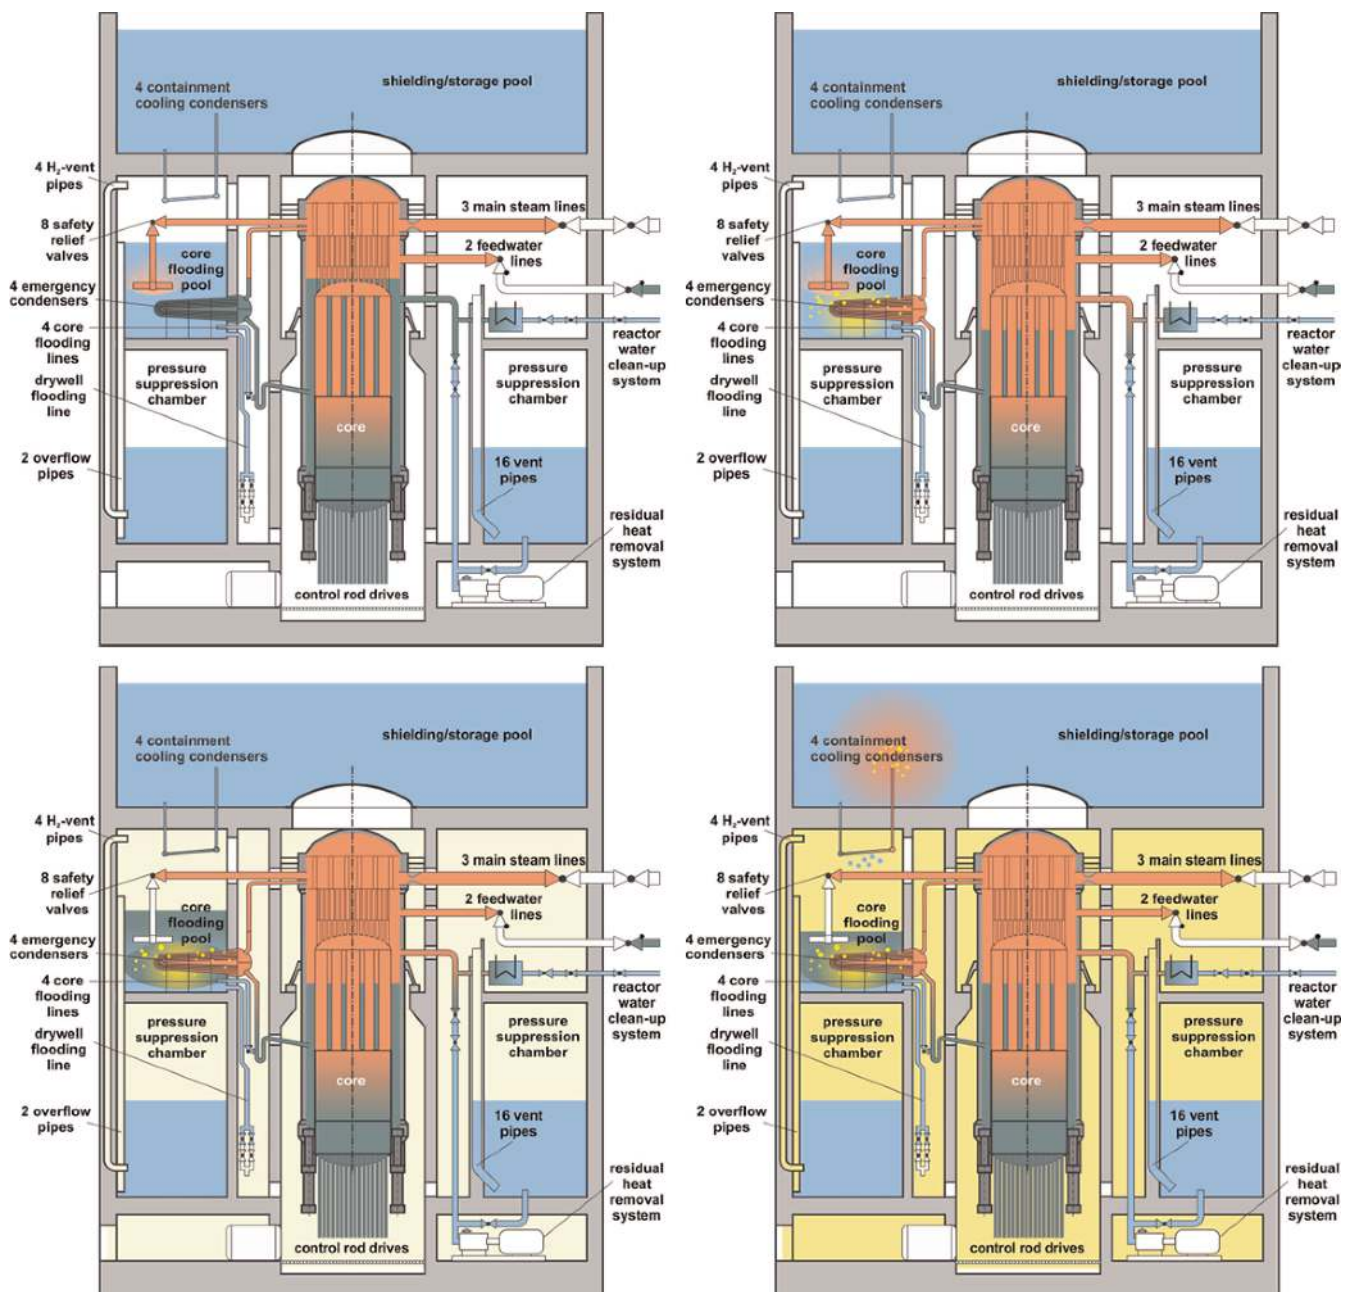 shielding/storage pool
4 containment
cooling condensers
4 H₂-vent
pipes
3 main steam lines
8 safety
relief
valves
core
flooding
pool
2 feedwater
lines
4 emergency
condensers
4 core
flooding
lines
reactor
water
clean-up
system
pressure
suppression
chamber
pressure
suppression
chamber
drywell
flooding
line
core
2 overflow
pipes
16 vent
pipes
residual
heat
removal
system
control rod drives
shielding/storage pool
4 containment
cooling condensers
4 H₂-vent
pipes
3 main steam lines
8 safety
relief
valves
core
flooding
pool
2 feedwater
lines
4 emergency
condensers
4 core
flooding
lines
reactor
water
clean-up
system
pressure
suppression
chamber
pressure
suppression
chamber
drywell
flooding
line
core
2 overflow
pipes
16 vent
pipes
residual
heat
removal
system
control rod drives
shielding/storage pool
4 containment
cooling condensers
4 H₂-vent
pipes
3 main steam lines
8 safety
relief
valves
core
flooding
pool
2 feedwater
lines
4 emergency
condensers
4 core
flooding
lines
reactor
water
clean-up
system
pressure
suppression
chamber
pressure
suppression
chamber
drywell
flooding
line
core
2 overflow
pipes
16 vent
pipes
residual
heat
removal
system
control rod drives
shielding/storage pool
4 containment
cooling condensers
4 H₂-vent
pipes
3 main steam lines
8 safety
relief
valves
core
flooding
pool
2 feedwater
lines
4 emergency
condensers
4 core
flooding
lines
reactor
water
clean-up
system
pressure
suppression
chamber
pressure
suppression
chamber
drywell
flooding
line
core
2 overflow
pipes
16 vent
pipes
residual
heat
removal
system
control rod drives